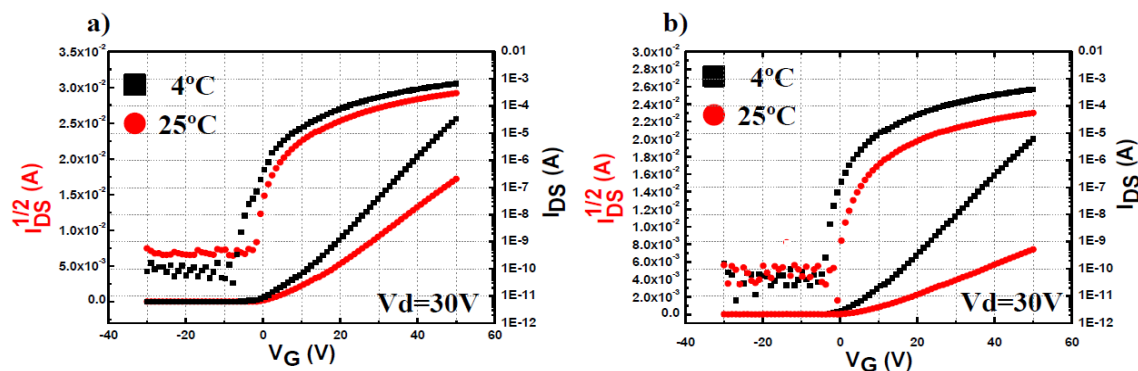 a)
3.5x10⁻²
3.0x10⁻²
2.5x10⁻²
2.0x10⁻²
1.5x10⁻²
1.0x10⁻²
5.0x10⁻³
0.0
I_DS^1/2 (A)
4ºC
25ºC
Vd=30V
0.01
1E-3
1E-4
1E-5
1E-6
1E-7
1E-8
1E-9
1E-10
1E-11
1E-12
I_DS (A)
-40 -20 0 20 40 60
V_G (V)
b)
3.0x10⁻²
2.8x10⁻²
2.6x10⁻²
2.4x10⁻²
2.2x10⁻²
2.0x10⁻²
1.8x10⁻²
1.6x10⁻²
1.4x10⁻²
1.2x10⁻²
1.0x10⁻²
8.0x10⁻³
6.0x10⁻³
4.0x10⁻³
2.0x10⁻³
0.0
I_DS^1/2 (A)
4ºC
25ºC
Vd=30V
0.01
1E-3
1E-4
1E-5
1E-6
1E-7
1E-8
1E-9
1E-10
1E-11
1E-12
I_DS (A)
-40 -20 0 20 40 60
V_G (V)